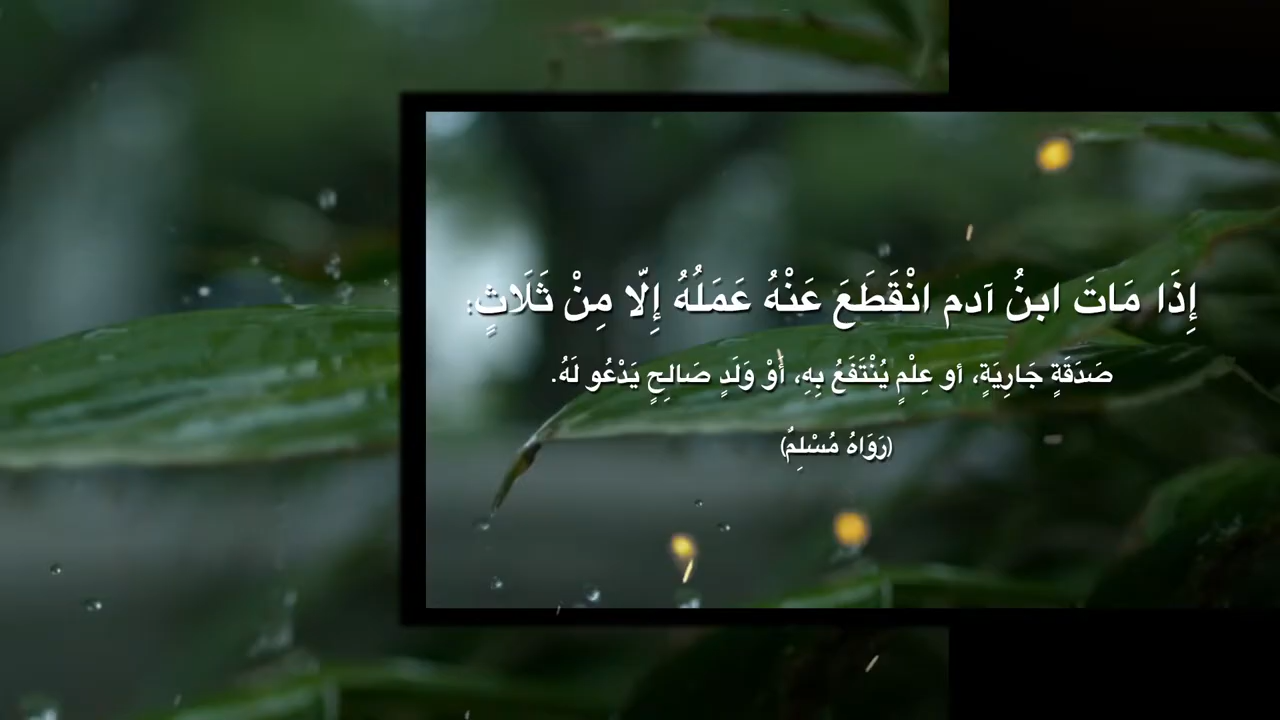 إِذَا مَاتَ ابنُ آدم انْقَطَعَ عَنْهُ عَمَلُهُ إِلّا مِنْ ثَلَاثٍ:
صَدَقَةٍ جَارِيَةٍ، أو عِلْمٍ يُنْتَفَعُ بِهِ، أَوْ وَلَدٍ صَالِحٍ يَدْعُو لَهُ.
(رَوَاهُ مُسْلِمٌ)